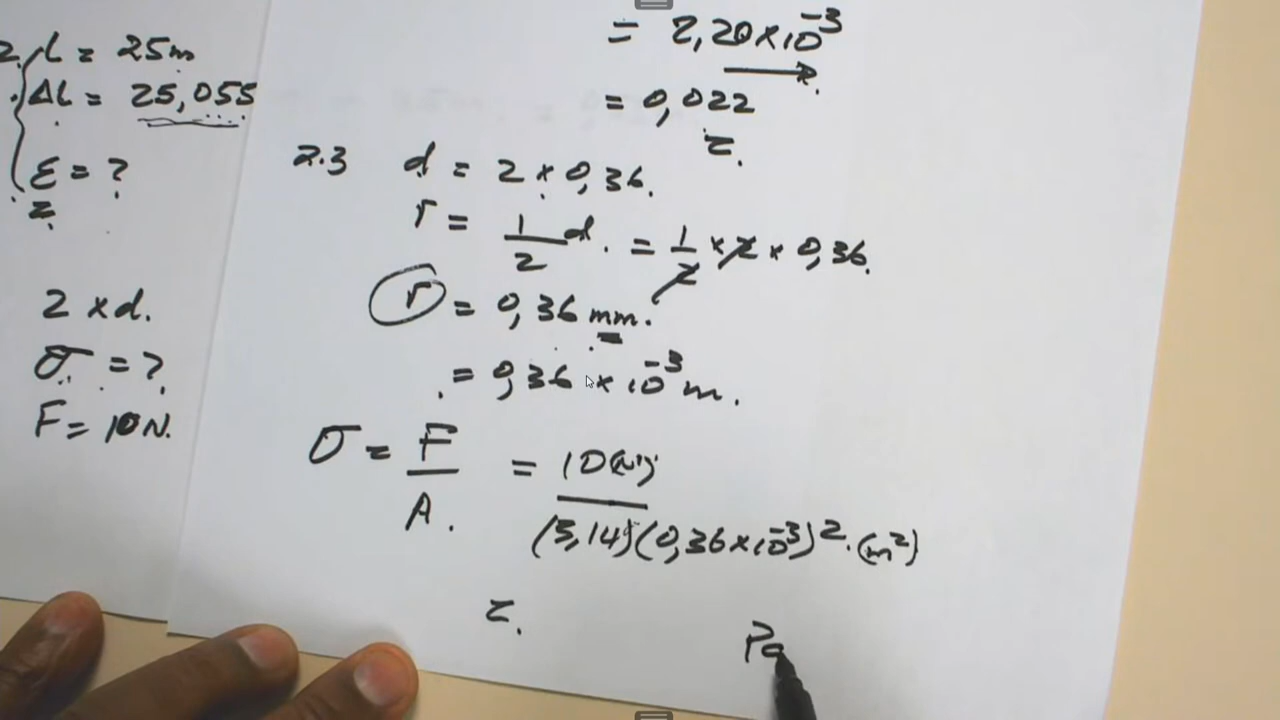 2. L = 25m
ΔL = 25,055
ε = ?
2 x d.
σ = ?
F = 10N.
= 2,20 x 10⁻³
= 0,022
2.3 d = 2 x 0,36.
r = 1/2 d. = 1/2 x 2 x 0,36.
r = 0,36 mm.
= 0,36 x 10⁻³ m.
σ = F/A. = 10(N)/(3,14)(0,36x10⁻³)². (m²)
=. Pa